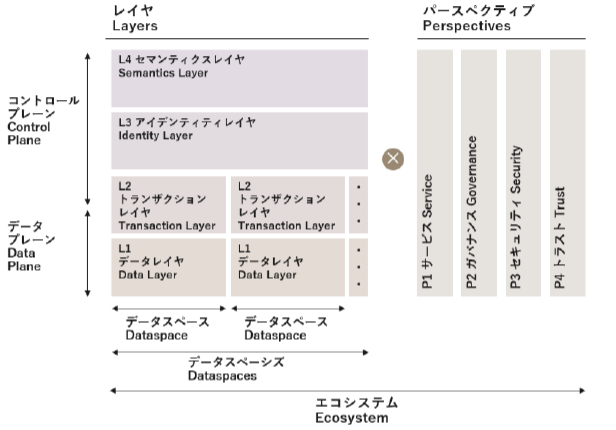 レイヤ
Layers
パースペクティブ
Perspectives
コントロール
プレーン
Control
Plane
データ
プレーン
Data
Plane
L4 セマンティクスレイヤ
Semantics Layer
L3 アイデンティティレイヤ
Identity Layer
L2
トランザクション
レイヤ
Transaction Layer
L2
トランザクション
レイヤ
Transaction Layer
L1
データレイヤ
Data Layer
L1
データレイヤ
Data Layer
P1 サービス Service
P2 ガバナンス Governance
P3 セキュリティ Security
P4 トラスト Trust
データスペース
Dataspace
データスペース
Dataspace
データスペーシズ
Dataspaces
エコシステム
Ecosystem